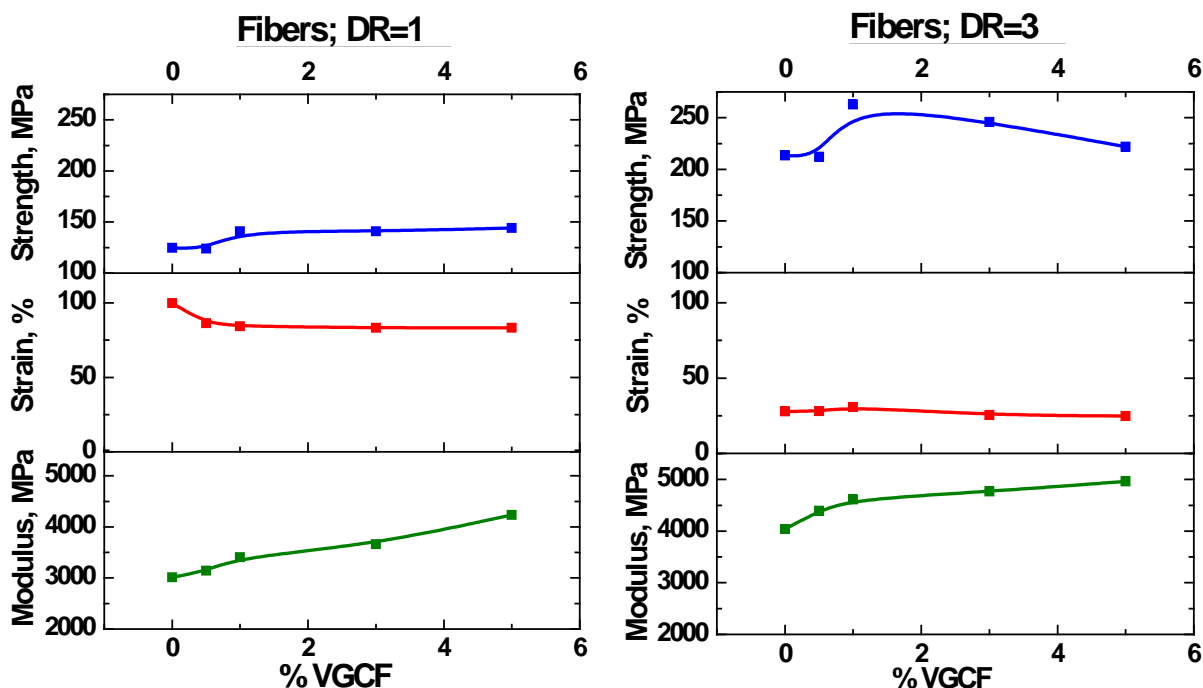 Fibers; DR=1
0 2 4 6
Strength, MPa
250
200
150
100
Strain, %
100
50
0
Modulus, MPa
5000
4000
3000
2000
0 2 4 6
% VGCF
Fibers; DR=3
0 2 4 6
Strength, MPa
250
200
150
100
Strain, %
100
50
0
Modulus, MPa
5000
4000
3000
2000
0 2 4 6
% VGCF